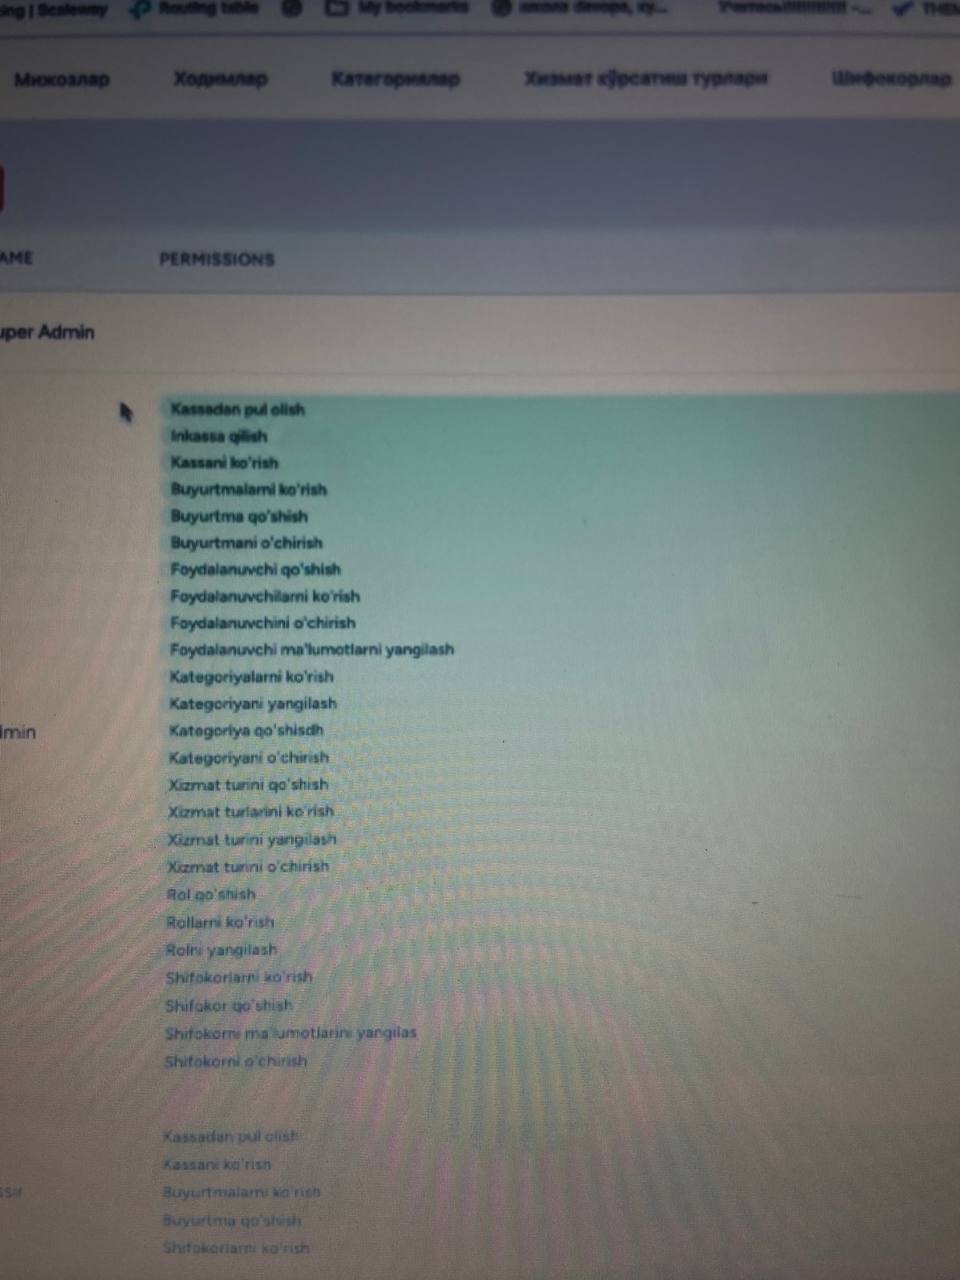 ing | Scaleway Routing table My bookmarks школа devops, ку... THEM
Мижозлар Ходимлар Категориялар Хизмат кўрсатиш турлари Шифокорлар
AME PERMISSIONS
uper Admin
Kassadan pul olish
Inkassa qilish
Kassani ko'rish
Buyurtmalarni ko'rish
Buyurtma qo'shish
Buyurtmani o'chirish
Foydalanuvchi qo'shish
Foydalanuvchilarni ko'rish
Foydalanuvchini o'chirish
Foydalanuvchi ma'lumotlarni yangilash
Kategoriyalarni ko'rish
Kategoriyani yangilash
dmin Kategoriya qo'shisdh
Kategoriyani o'chirish
Xizmat turini qo'shish
Xizmat turlarini ko'rish
Xizmat turini yangilash
Xizmat turini o'chirish
Rol qo'shish
Rollarni ko'rish
Rolni yangilash
Shifokorlarni ko'rish
Shifokor qo'shish
Shifokorni ma'lumotlarini yangilas
Shifokorni o'chirish
Kassadan pul olish
Kassani ko'rish
ssir Buyurtmalarni ko'rish
Buyurtma qo'shish
Shifokorlarni ko'rish